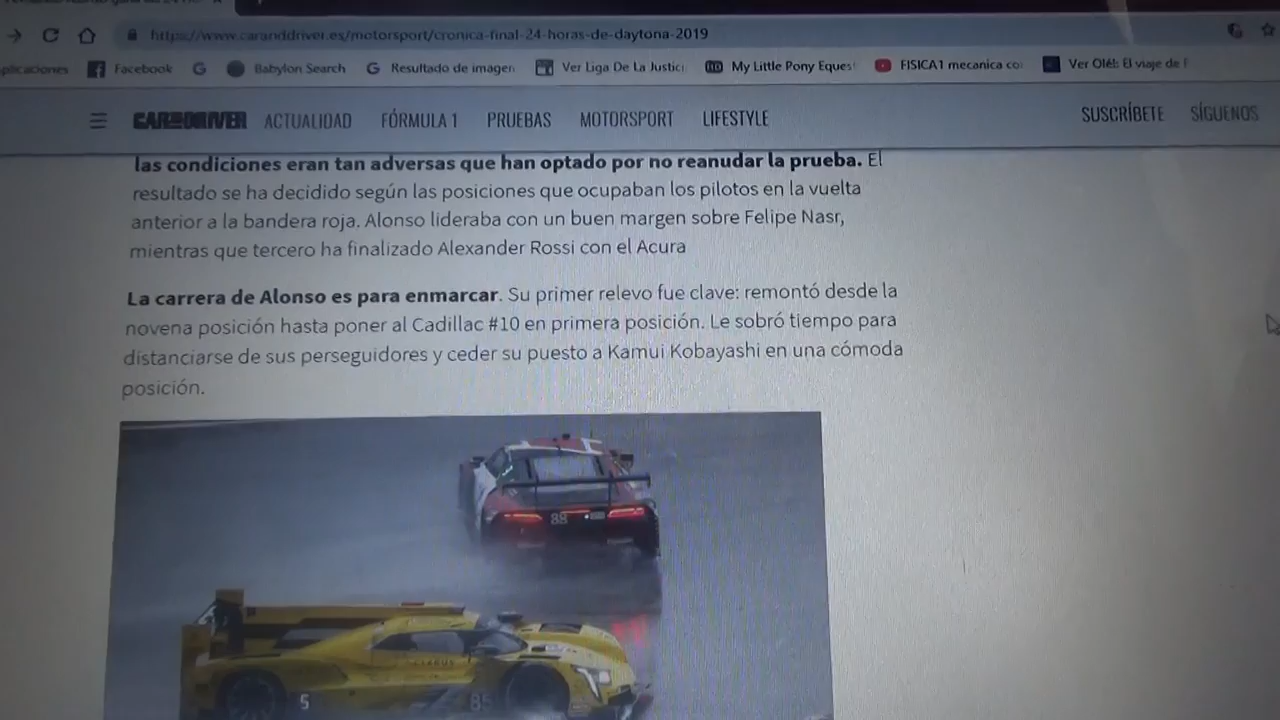 https://www.caranddriver.es/motorsport/cronica-final-24-horas-de-daytona-2019
plicaciones Facebook Babylon Search Resultado de imagen Ver Liga De La Justici My Little Pony Equest FISICA1 mecanica co Ver Olé!: El viaje de F
CAR AND DRIVER ACTUALIDAD FÓRMULA 1 PRUEBAS MOTORSPORT LIFESTYLE SUSCRÍBETE SÍGUENOS
las condiciones eran tan adversas que han optado por no reanudar la prueba. El
resultado se ha decidido según las posiciones que ocupaban los pilotos en la vuelta
anterior a la bandera roja. Alonso lideraba con un buen margen sobre Felipe Nasr,
mientras que tercero ha finalizado Alexander Rossi con el Acura
La carrera de Alonso es para enmarcar. Su primer relevo fue clave: remontó desde la
novena posición hasta poner al Cadillac #10 en primera posición. Le sobró tiempo para
distanciarse de sus perseguidores y ceder su puesto a Kamui Kobayashi en una cómoda
posición.
88
5 85